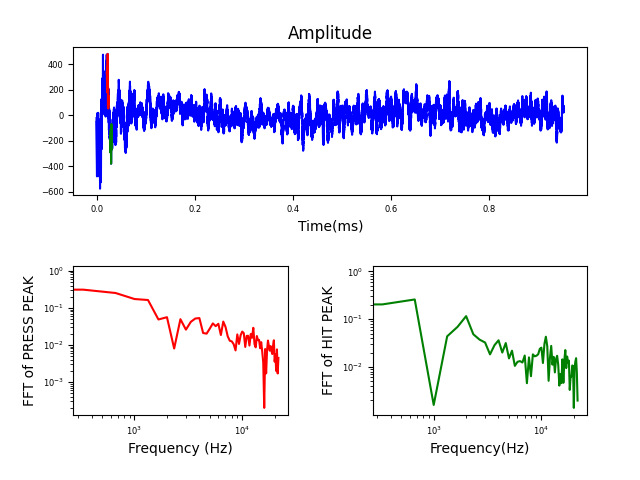 Amplitude
400
200
0
−200
−400
−600
0.0 0.2 0.4 0.6 0.8
Time(ms)
FFT of PRESS PEAK
10⁰
10⁻¹
10⁻²
10⁻³
10³ 10⁴
Frequency (Hz)
FFT of HIT PEAK
10⁰
10⁻¹
10⁻²
10³ 10⁴
Frequency(Hz)